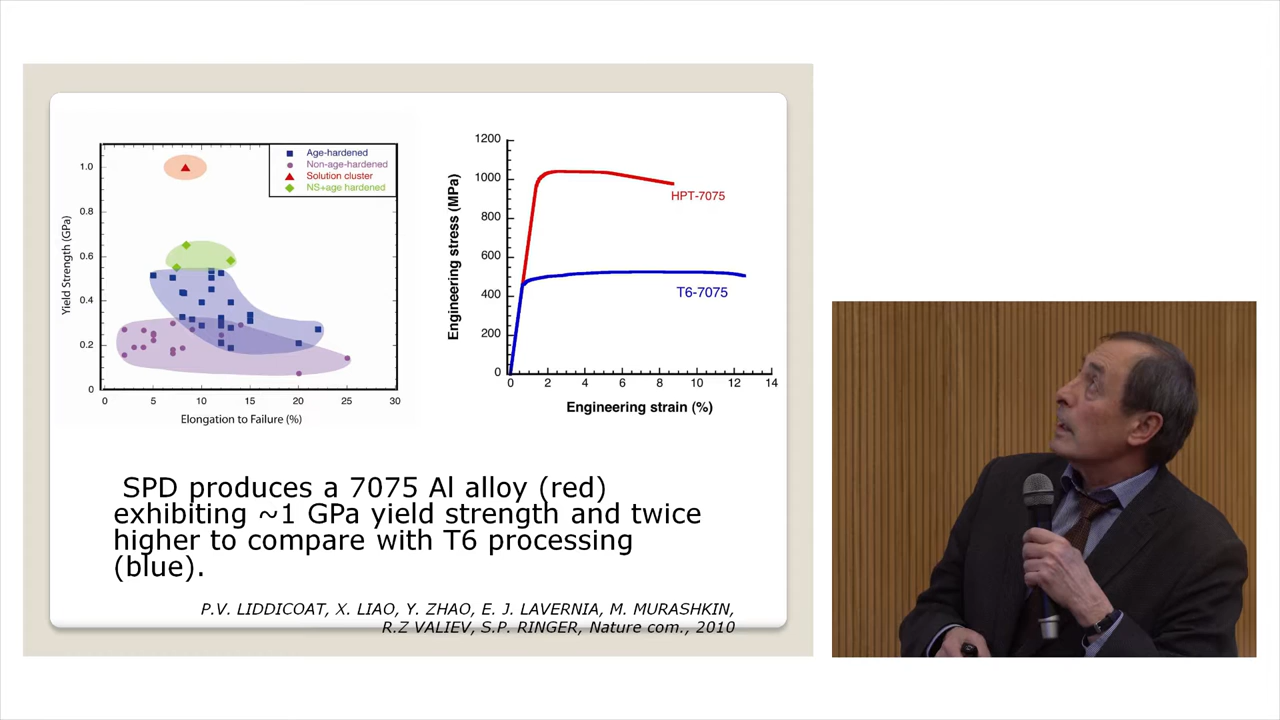 1.0
0.8
0.6
0.4
0.2
0
Yield Strength (GPa)
Age-hardened
Non-age-hardened
Solution cluster
NS+age hardened
0 5 10 15 20 25 30
Elongation to Failure (%)
1200
1000
800
600
400
200
0
Engineering stress (MPa)
HPT-7075
T6-7075
0 2 4 6 8 10 12 14
Engineering strain (%)
SPD produces a 7075 Al alloy (red)
exhibiting ~1 GPa yield strength and twice
higher to compare with T6 processing
(blue).
P.V. LIDDICOAT, X. LIAO, Y. ZHAO, E. J. LAVERNIA, M. MURASHKIN,
R.Z VALIEV, S.P. RINGER, Nature com., 2010